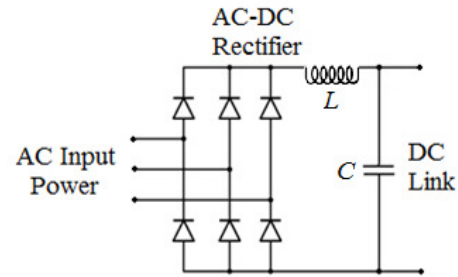 AC-DC
Rectifier
L
AC Input
Power
C
DC
Link